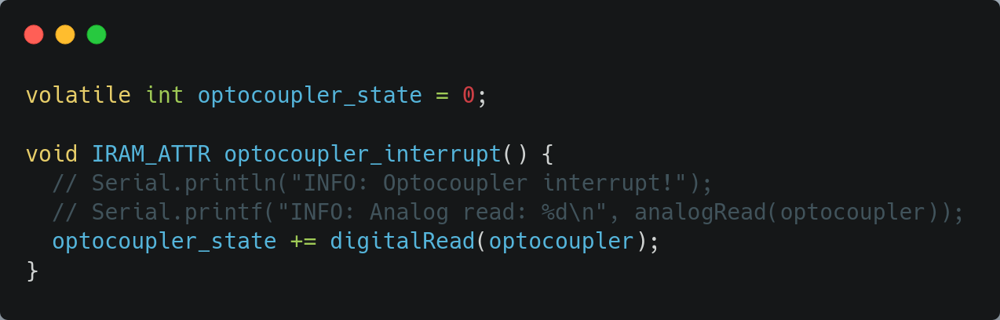 volatile int optocoupler_state = 0;
void IRAM_ATTR optocoupler_interrupt() {
  // Serial.println("INFO: Optocoupler interrupt!");
  // Serial.printf("INFO: Analog read: %d\n", analogRead(optocoupler));
  optocoupler_state += digitalRead(optocoupler);
}